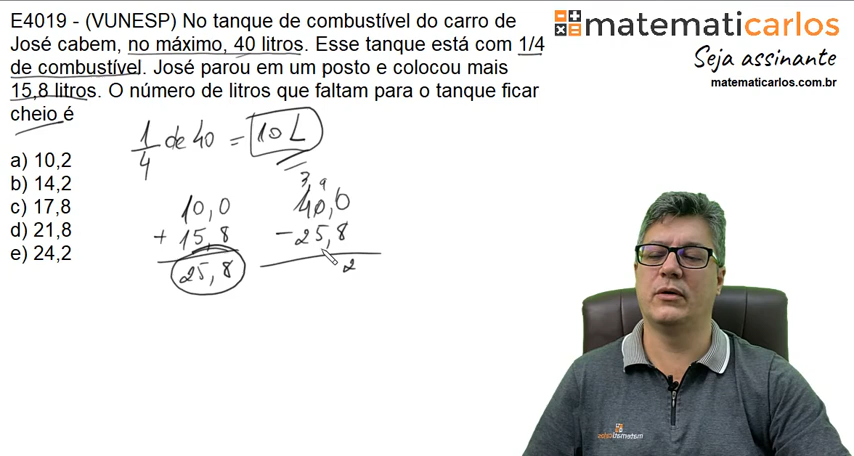 E4019 - (VUNESP) No tanque de combustível do carro de
José cabem, no máximo, 40 litros. Esse tanque está com 1/4
de combustível. José parou em um posto e colocou mais
15,8 litros. O número de litros que faltam para o tanque ficar
cheio é
a) 10,2
b) 14,2
c) 17,8
d) 21,8
e) 24,2
1/4 de 40 = 10 L
10,0
+ 15,8
25,8
3 9
40,0
- 25,8
2
matematicarlos
Seja assinante
matematicarlos.com.br